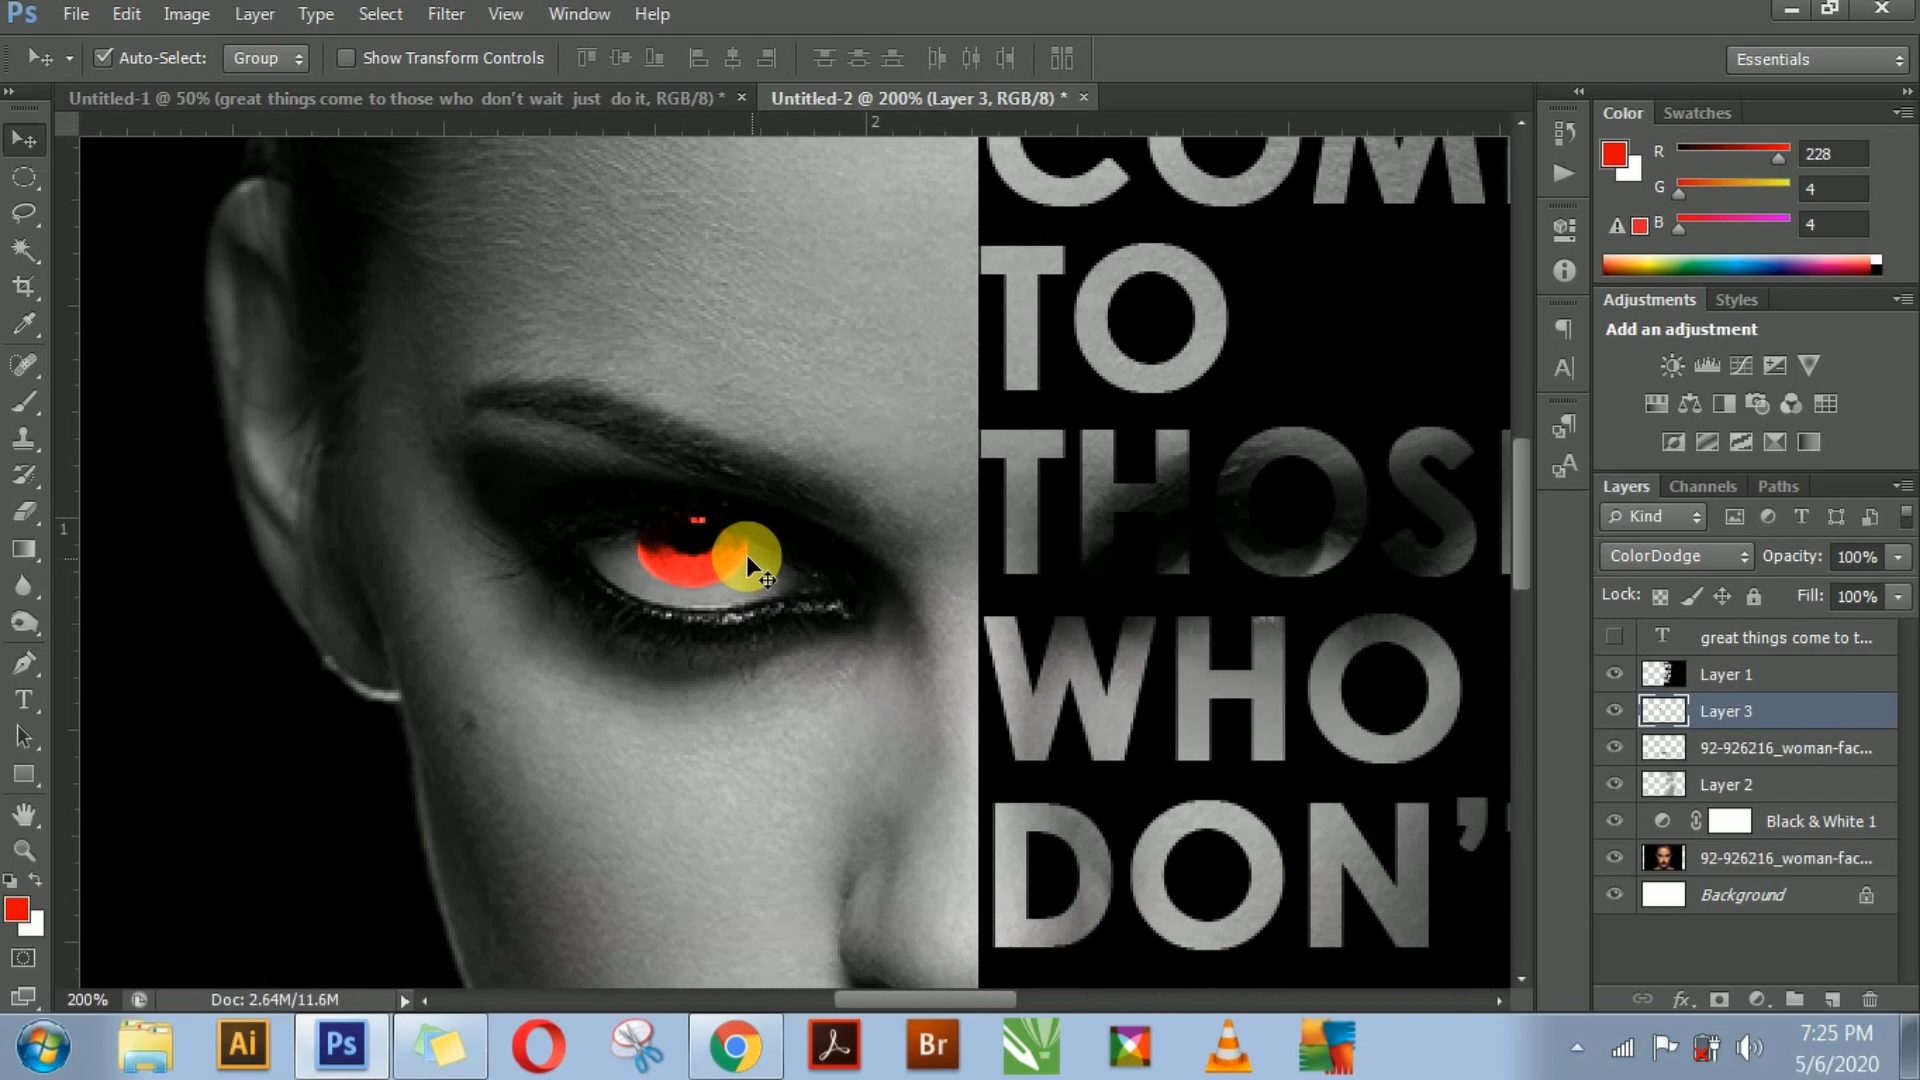 Ps File Edit Image Layer Type Select Filter View Window Help
Auto-Select: Group Show Transform Controls Essentials
Untitled-1 @ 50% (great things come to those who don't wait just do it, RGB/8) * × Untitled-2 @ 200% (Layer 3, RGB/8) * ×
2
1
COM
TO
THOS
WHO
DON'
Color Swatches
R 228
G 4
B 4
Adjustments Styles
Add an adjustment
Layers Channels Paths
Kind
ColorDodge Opacity: 100%
Lock: Fill: 100%
T great things come to t...
Layer 1
Layer 3
92-926216_woman-fac...
Layer 2
Black & White 1
92-926216_woman-fac...
Background
200% Doc: 2.64M/11.6M
Ai Ps Br
7:25 PM
5/6/2020